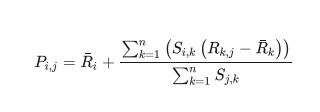 P_{i,j} = \bar{R}_i + \frac{\sum_{k=1}^{n} \left( S_{i,k} \left( R_{k,j} - \bar{R}_k \right) \right)}{\sum_{k=1}^{n} S_{j,k}}